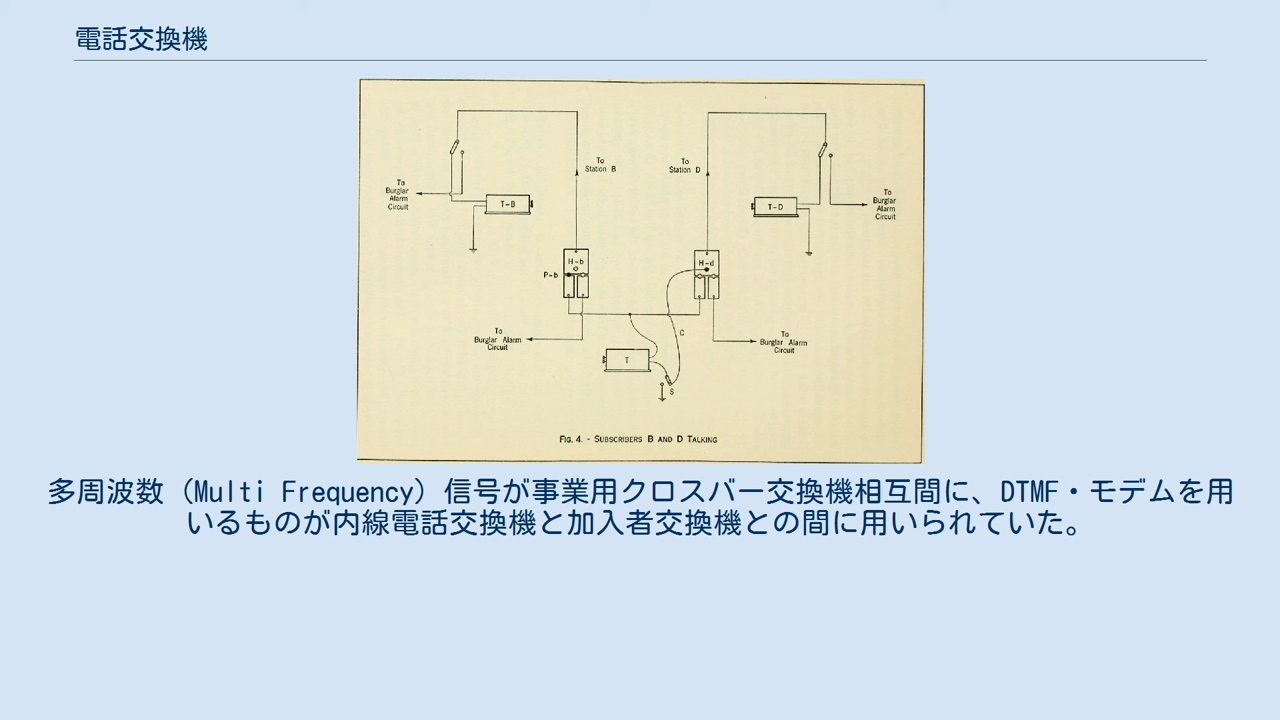 電話交換機
To
Station B
To
Station D
To
Burglar
Alarm
Circuit
T-B
T-D
To
Burglar
Alarm
Circuit
H-b
H-d
P-b
C
To
Burglar Alarm
Circuit
To
Burglar Alarm
Circuit
T
S
FIG. 4. - SUBSCRIBERS B AND D TALKING
多周波数（Multi Frequency）信号が事業用クロスバー交換機相互間に、DTMF・モデムを用
いるものが内線電話交換機と加入者交換機との間に用いられていた。